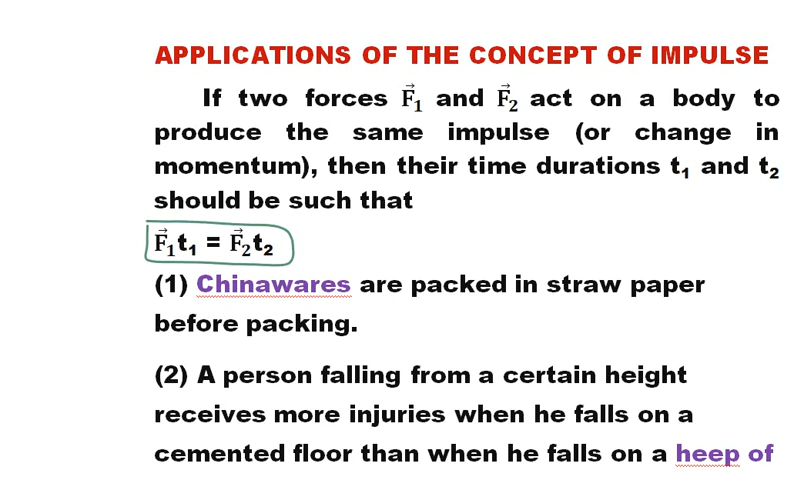 APPLICATIONS OF THE CONCEPT OF IMPULSE
If two forces F⃗₁ and F⃗₂ act on a body to
produce the same impulse (or change in
momentum), then their time durations t₁ and t₂
should be such that
F⃗₁t₁ = F⃗₂t₂
(1) Chinawares are packed in straw paper
before packing.
(2) A person falling from a certain height
receives more injuries when he falls on a
cemented floor than when he falls on a heep of